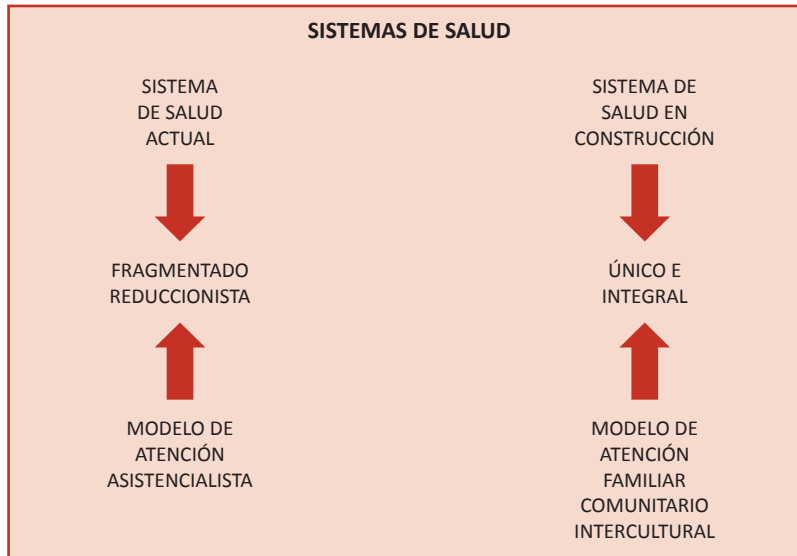 SISTEMAS DE SALUD
SISTEMA
DE SALUD
ACTUAL
FRAGMENTADO
REDUCCIONISTA
MODELO DE
ATENCIÓN
ASISTENCIALISTA
SISTEMA DE
SALUD EN
CONSTRUCCIÓN
ÚNICO E
INTEGRAL
MODELO DE
ATENCIÓN
FAMILIAR
COMUNITARIO
INTERCULTURAL